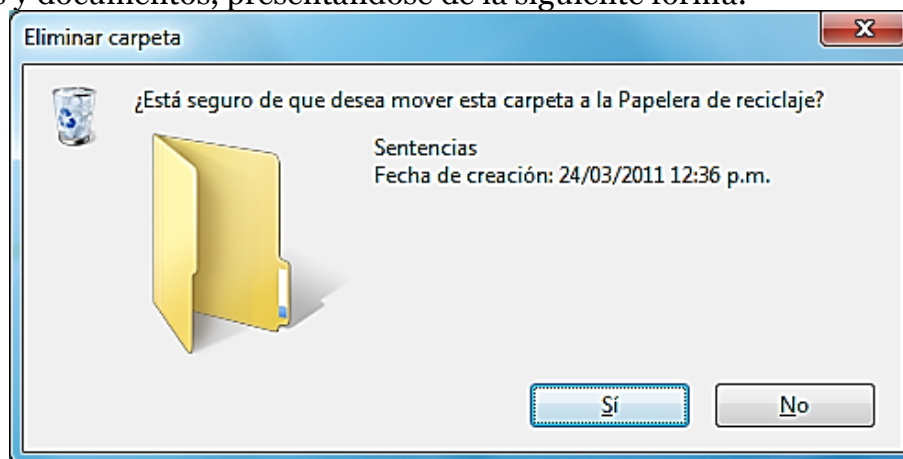 s y documentos, presentándose de la siguiente forma:
Eliminar carpeta
¿Está seguro de que desea mover esta carpeta a la Papelera de reciclaje?
Sentencias
Fecha de creación: 24/03/2011 12:36 p.m.
Sí
No